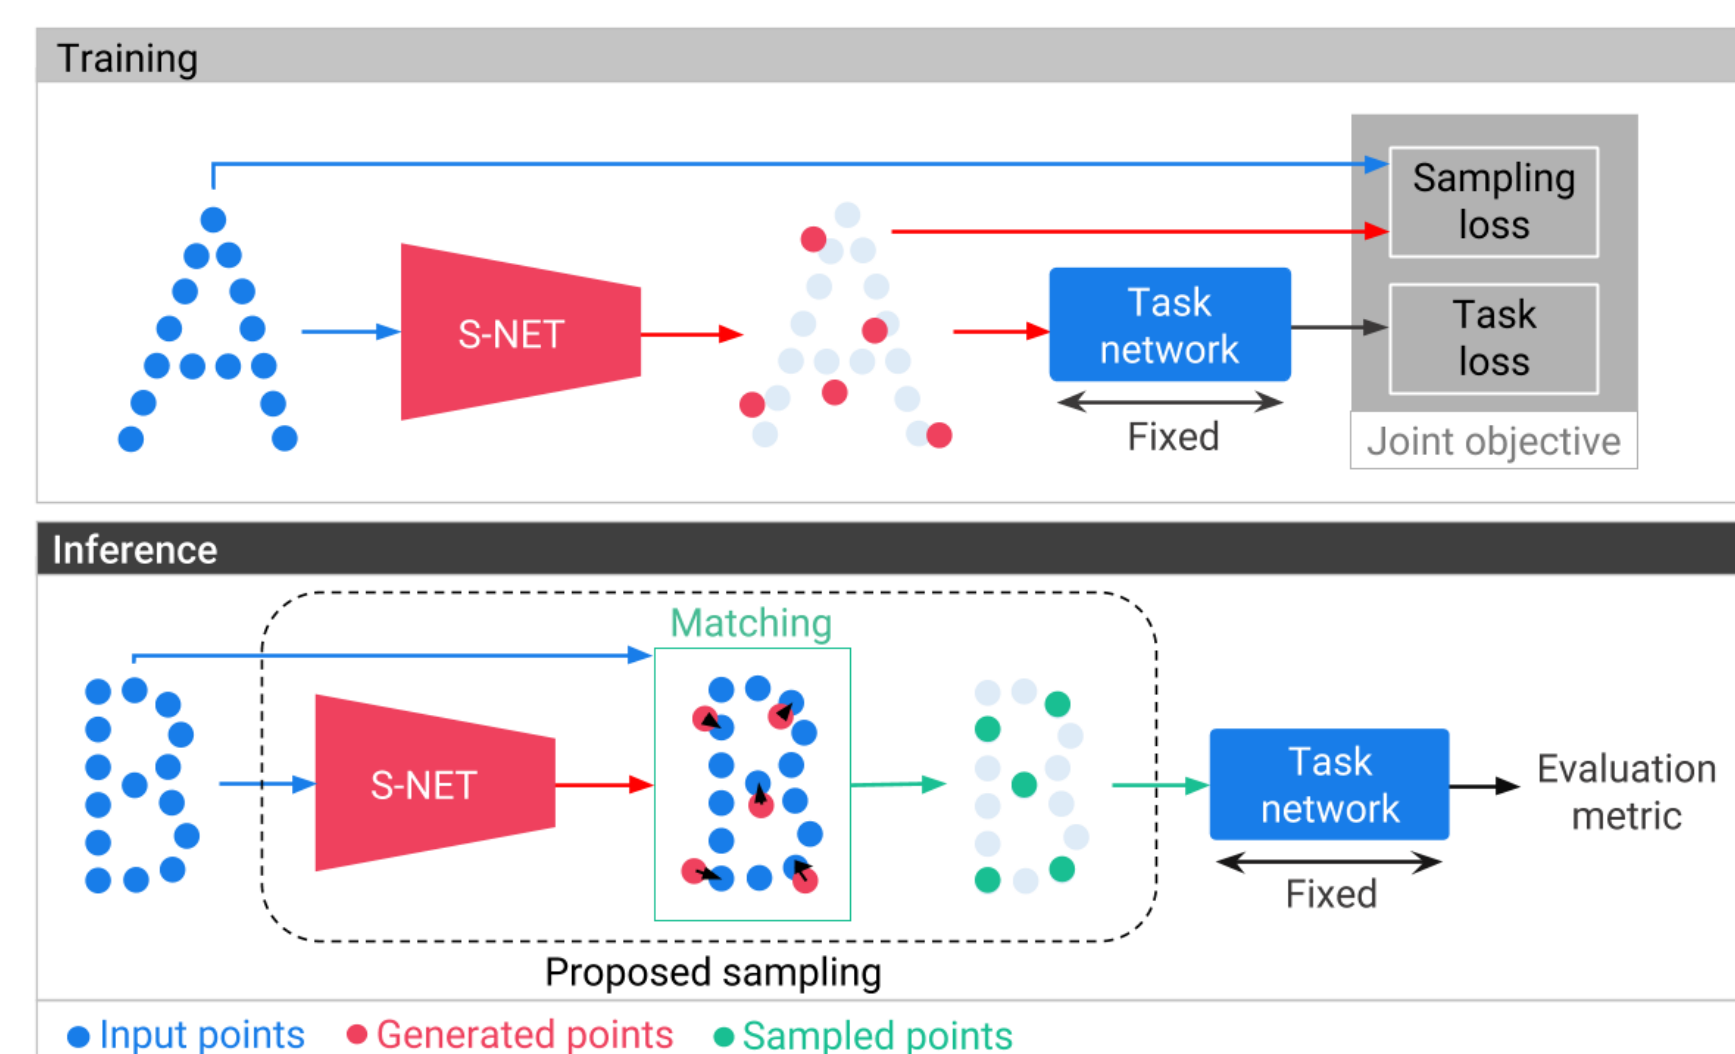 Training
Sampling
loss
S-NET
Task
network
Task
loss
Fixed
Joint objective
Inference
Matching
S-NET
Task
network
Evaluation
metric
Fixed
Proposed sampling
Input points Generated points Sampled points